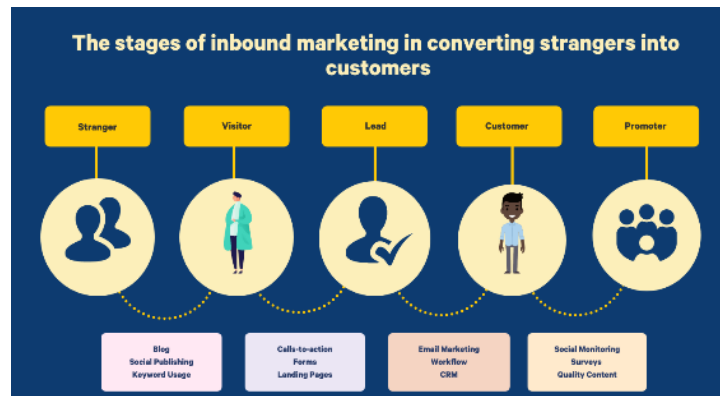 The stages of inbound marketing in converting strangers into
customers
Stranger
Visitor
Lead
Customer
Promoter
Blog
Social Publishing
Keyword Usage
Calls-to-action
Forms
Landing Pages
Email Marketing
Workflow
CRM
Social Monitoring
Surveys
Quality Content